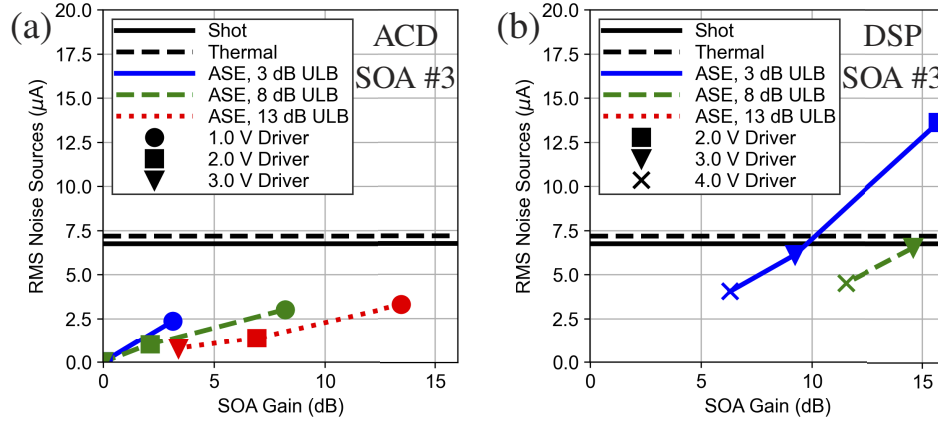 (a)
ACD
SOA #3
Shot
Thermal
ASE, 3 dB ULB
ASE, 8 dB ULB
ASE, 13 dB ULB
1.0 V Driver
2.0 V Driver
3.0 V Driver
RMS Noise Sources (μA)
20.0
17.5
15.0
12.5
10.0
7.5
5.0
2.5
0.0
0
5
10
15
SOA Gain (dB)
(b)
DSP
SOA #3
Shot
Thermal
ASE, 3 dB ULB
ASE, 8 dB ULB
ASE, 13 dB ULB
2.0 V Driver
3.0 V Driver
4.0 V Driver
RMS Noise Sources (μA)
20.0
17.5
15.0
12.5
10.0
7.5
5.0
2.5
0.0
0
5
10
15
SOA Gain (dB)